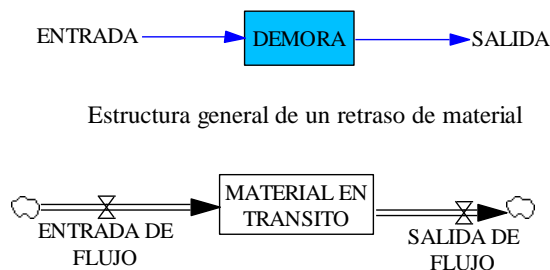 ENTRADA DEMORA SALIDA
Estructura general de un retraso de material
MATERIAL EN
TRANSITO
ENTRADA DE
FLUJO
SALIDA DE
FLUJO